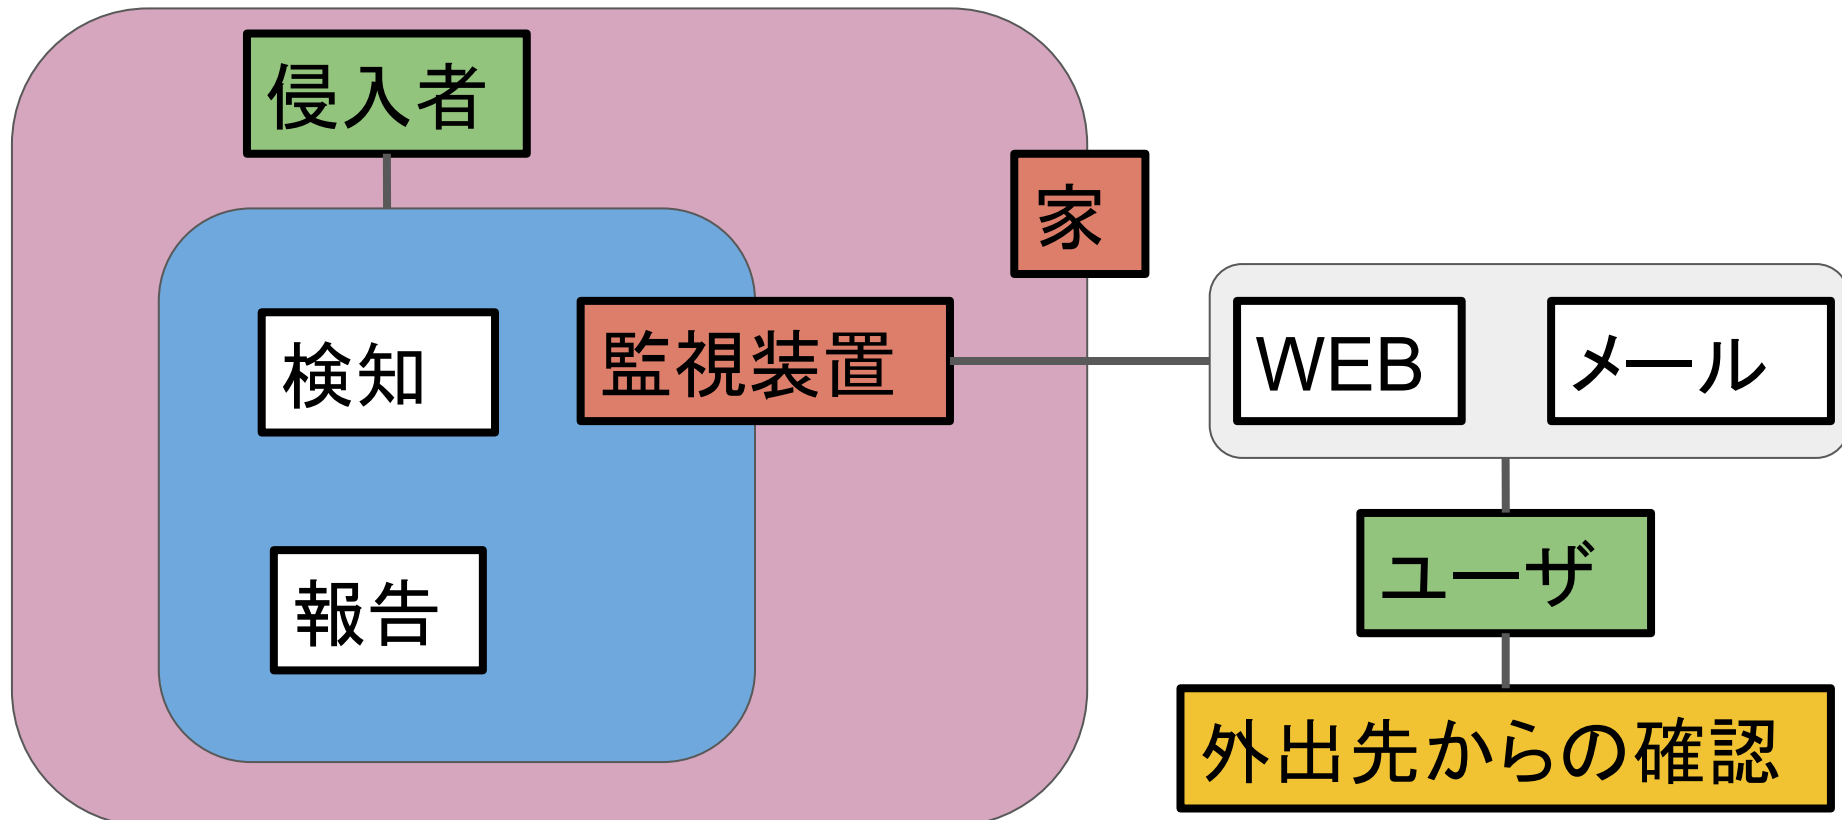 侵入者
家
検知
監視装置
WEB
メール
報告
ユーザ
外出先からの確認